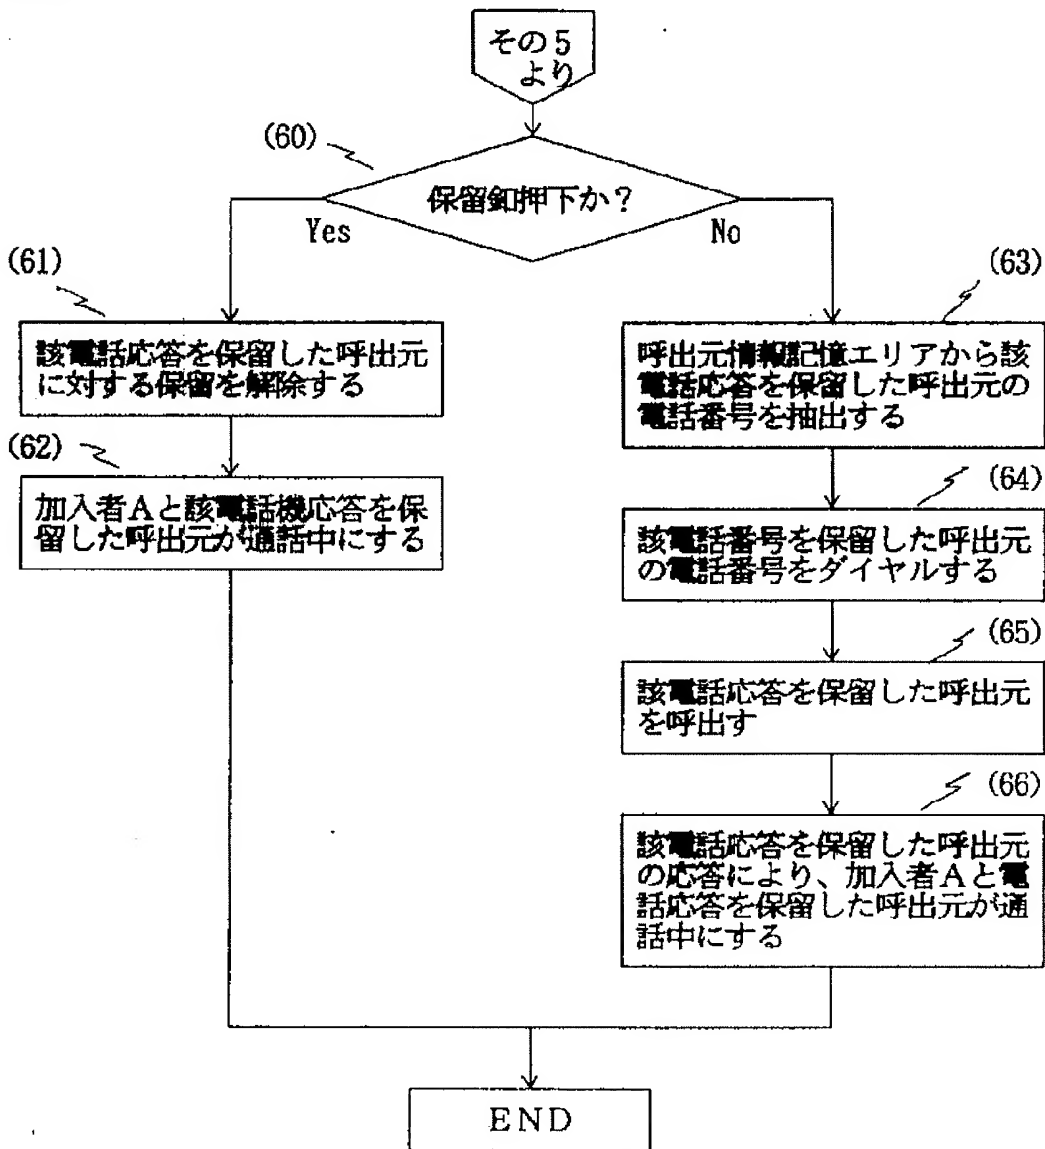 その5
より
(60)
保留釦押下か?
Yes
No
(61)
該電話応答を保留した呼出元
に対する保留を解除する
(62)
加入者Aと該電話機応答を保
留した呼出元が通話中にする
(63)
呼出元情報記憶エリアから該
電話応答を保留した呼出元の
電話番号を抽出する
(64)
該電話番号を保留した呼出元
の電話番号をダイヤルする
(65)
該電話応答を保留した呼出元
を呼出す
(66)
該電話応答を保留した呼出元
の応答により、加入者Aと電
話応答を保留した呼出元が通
話中にする
END